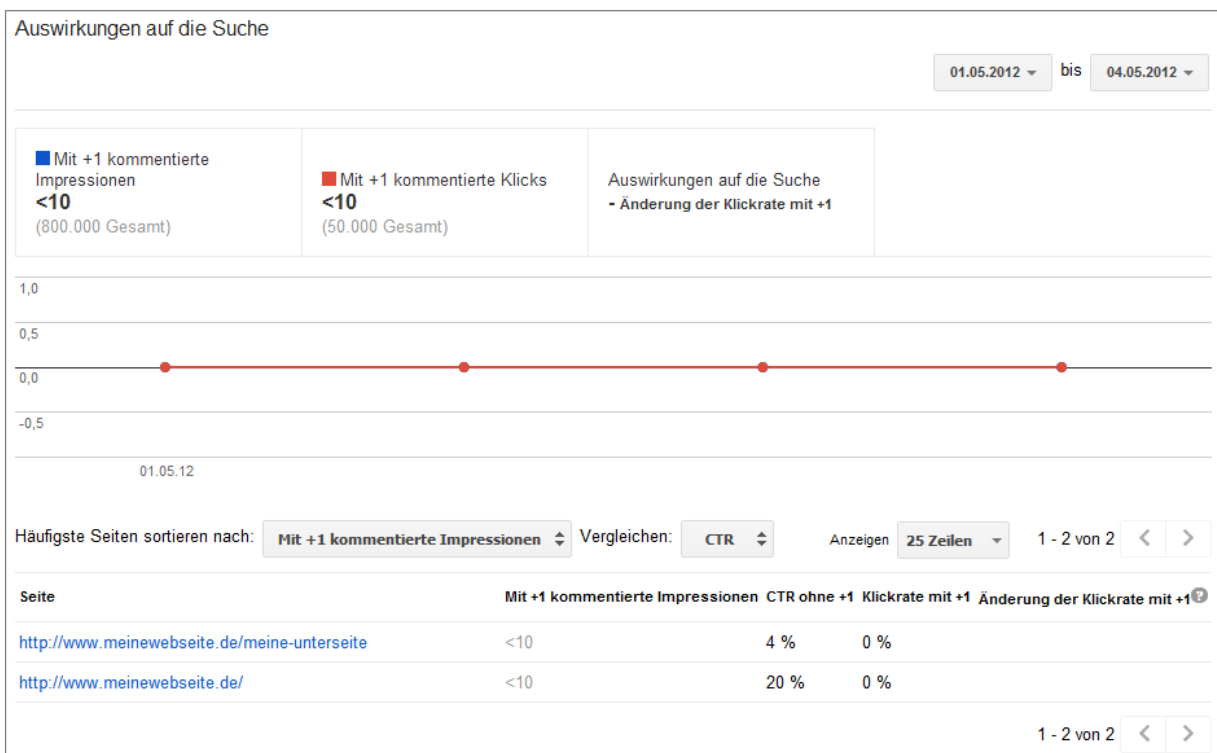 Auswirkungen auf die Suche
01.05.2012 bis 04.05.2012
Mit +1 kommentierte
Impressionen
<10
(800.000 Gesamt)
Mit +1 kommentierte Klicks
<10
(50.000 Gesamt)
Auswirkungen auf die Suche
- Änderung der Klickrate mit +1
1,0
0,5
0,0
-0,5
01.05.12
Häufigste Seiten sortieren nach: Mit +1 kommentierte Impressionen Vergleichen: CTR Anzeigen 25 Zeilen 1 - 2 von 2
Seite Mit +1 kommentierte Impressionen CTR ohne +1 Klickrate mit +1 Änderung der Klickrate mit +1 ?
http://www.meinewebseite.de/meine-unterseite <10 4 % 0 %
http://www.meinewebseite.de/ <10 20 % 0 %
1 - 2 von 2